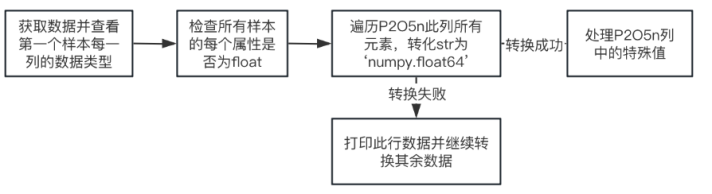 获取数据并查看
第一个样本每一
列的数据类型
检查所有样本
的每个属性是
否为float
遍历P2O5n此列所有
元素，转化str为
‘numpy.float64’
转换成功
处理P2O5n列
中的特殊值
转换失败
打印此行数据并继续转
换其余数据